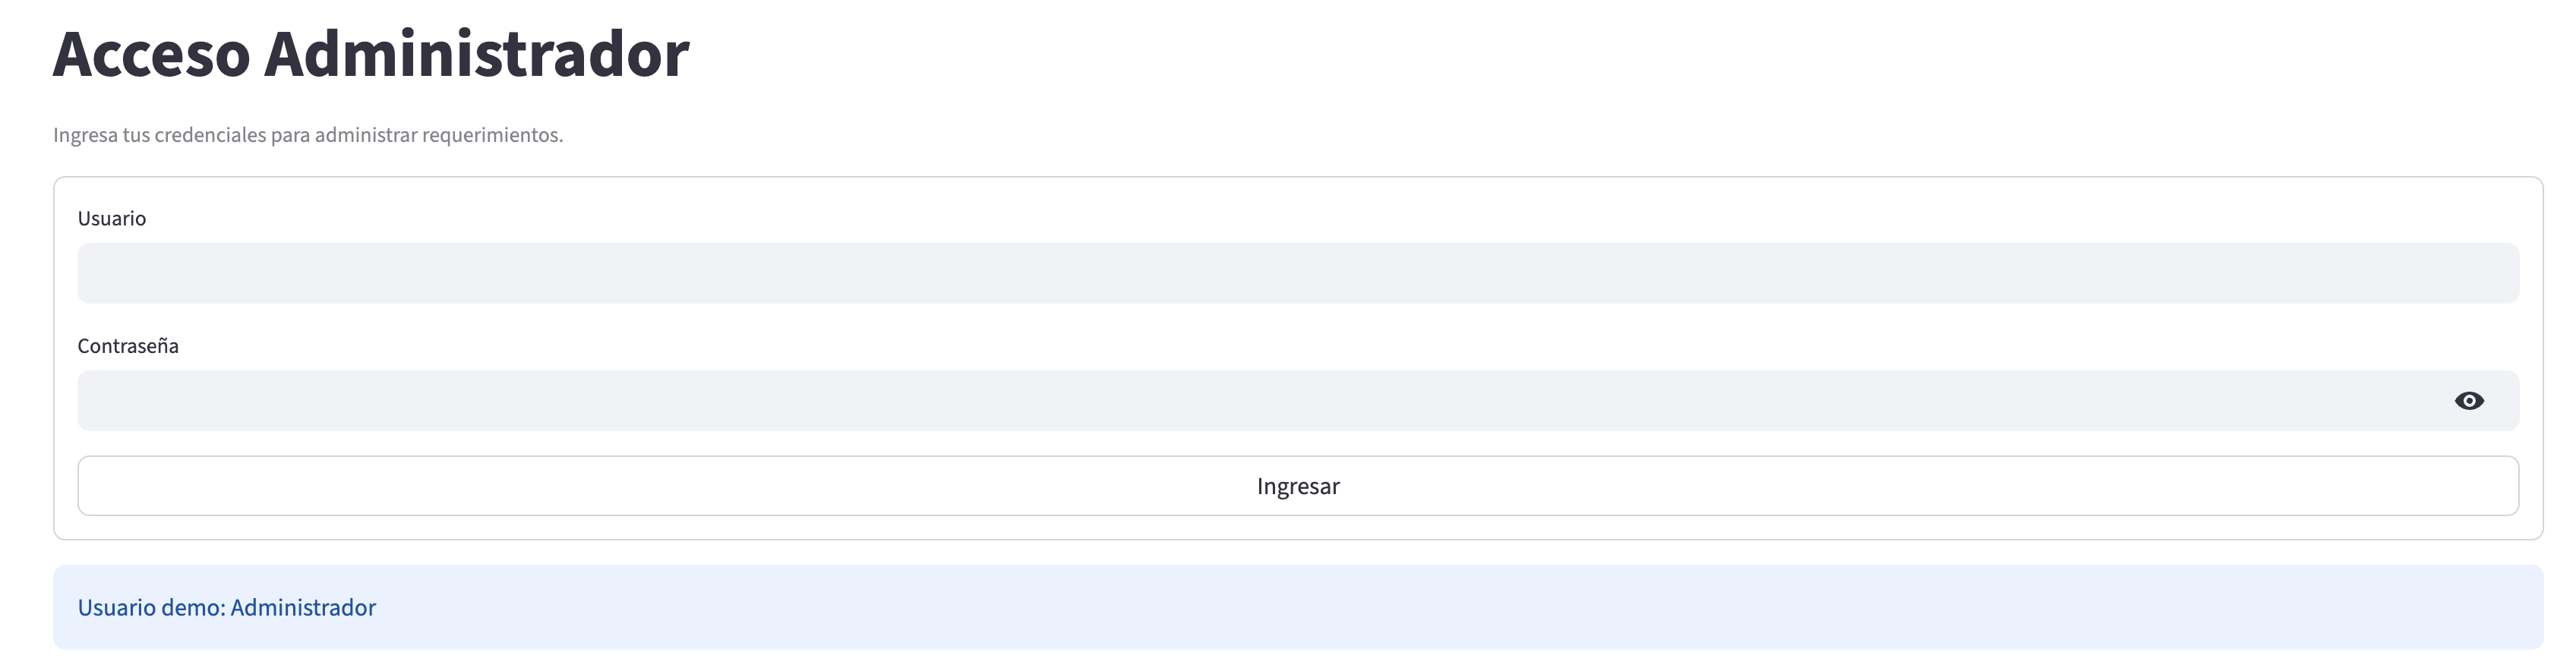 Acceso Administrador
Ingresa tus credenciales para administrar requerimientos.
Usuario
Contraseña
Ingresar
Usuario demo: Administrador